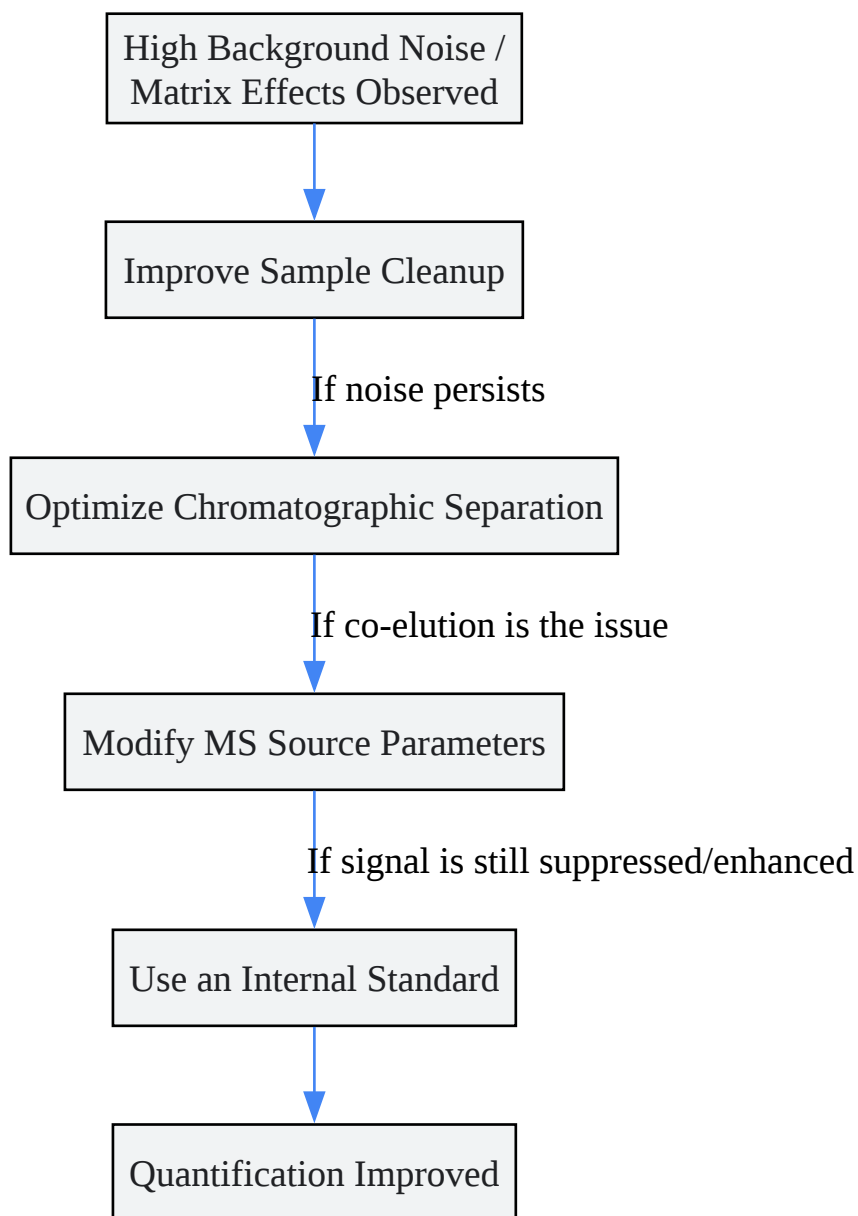 High Background Noise /
Matrix Effects Observed
Improve Sample Cleanup
If noise persists
Optimize Chromatographic Separation
If co-elution is the issue
Modify MS Source Parameters
If signal is still suppressed/enhanced
Use an Internal Standard
Quantification Improved